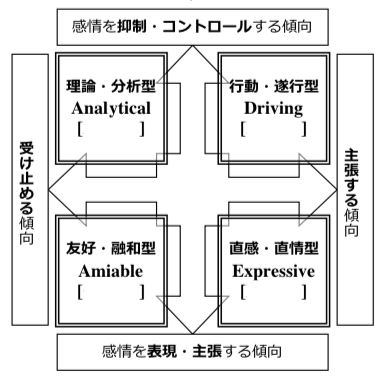 感情を抑制・コントロールする傾向
理論・分析型
Analytical
[ ]
行動・遂行型
Driving
[ ]
受け止める傾向
主張する傾向
友好・融和型
Amiable
[ ]
直感・直情型
Expressive
[ ]
感情を表現・主張する傾向